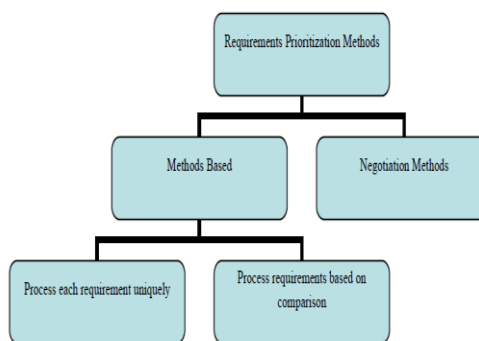 Requirements Prioritization Methods
Methods Based
Negotiation Methods
Process each requirement uniquely
Process requirements based on
comparison